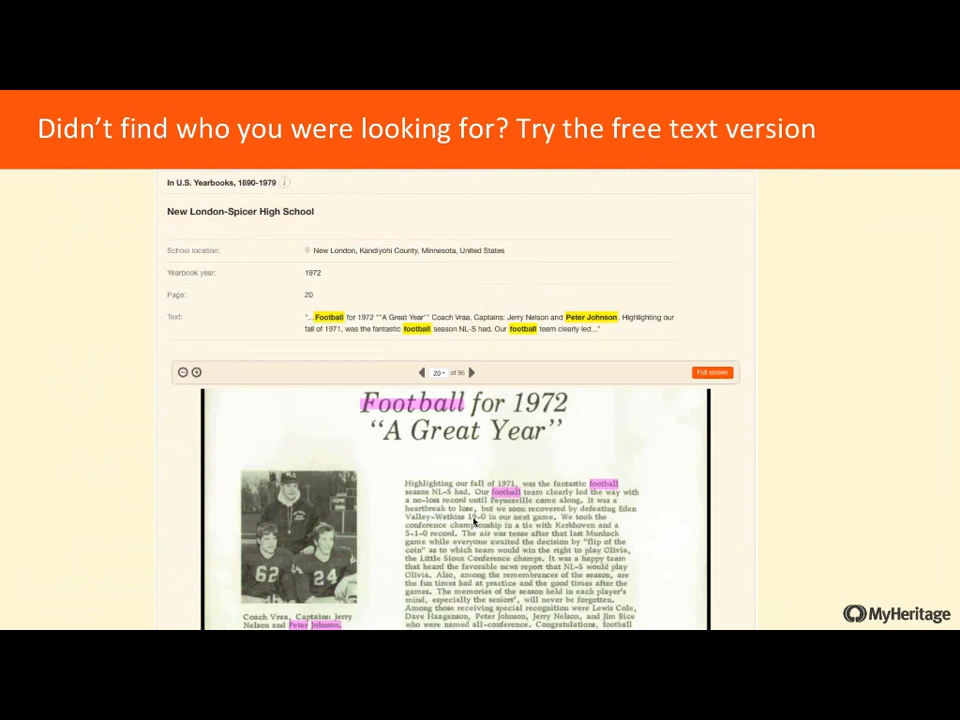 Didn't find who you were looking for? Try the free text version
In U.S. Yearbooks, 1890-1979 i
New London-Spicer High School
School location: New London, Kandiyohi County, Minnesota, United States
Yearbook year: 1972
Page: 20
Text: "...Football for 1972 ""A Great Year"" Coach Vraa, Captains: Jerry Nelson and Peter Johnson. Highlighting our
fall of 1971, was the fantastic football season NL-S had. Our football team clearly led..."
20 of 96 Full screen
Football for 1972
"A Great Year"
62 24
Coach Vraa, Captains: Jerry
Nelson and Peter Johnson.
Highlighting our fall of 1971, was the fantastic football
season NL-S had. Our football team clearly led the way with
a no-loss record until Paynesville came along. It was a
heartbreak to lose, but we soon recovered by defeating Eden
Valley-Watkins 19-0 in our next game. We took the
conference championship in a tie with Kerkhoven and a
5-1-0 record. The air was tense after that last Murdock
game while everyone awaited the decision by "flip of the
coin" as to which team would win the right to play Olivia,
the Little Sioux Conference champs. It was a happy team
that heard the favorable news report that NL-S would play
Olivia. Also, among the remembrances of the season, are
the fun times had at practice and the good times after the
games. The memories of the season held in each player's
mind, especially the seniors', will never be forgotten.
Among those receiving special recognition were Lewis Cole,
Dave Haagenson, Peter Johnson, Jerry Nelson, and Jim Bice
who were named all-conference. Congratulations, football
MyHeritage